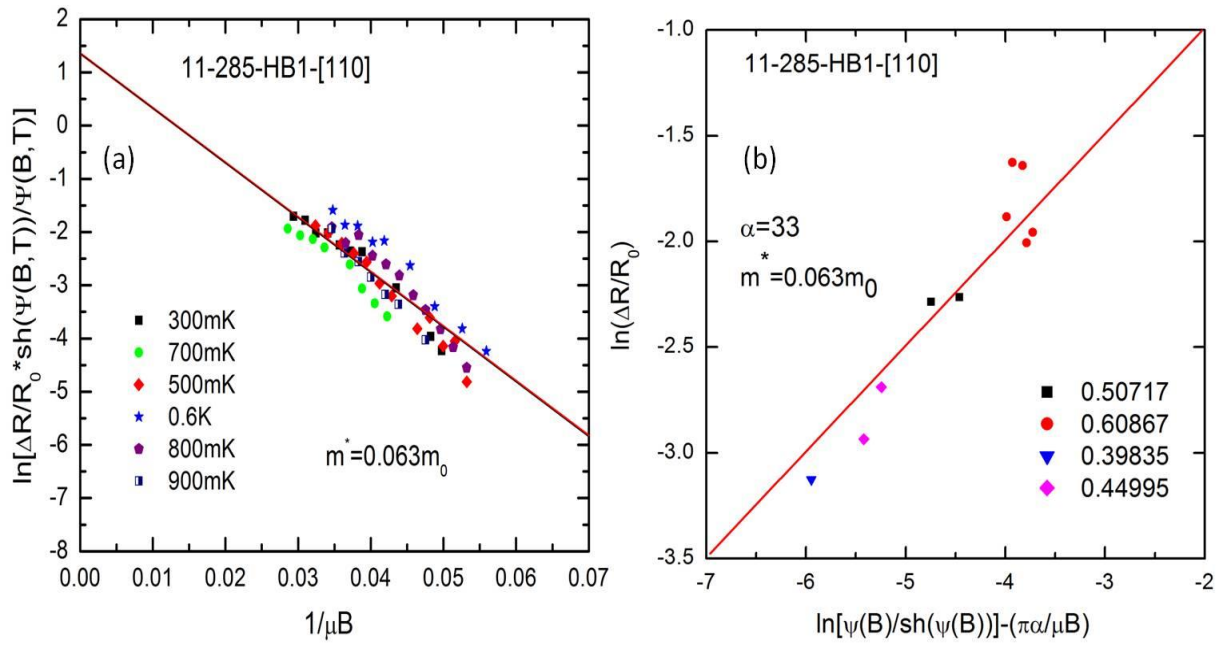 ln[ΔR/R0*sh(Ψ(B,T))/Ψ(B,T)]
2
1
0
-1
-2
-3
-4
-5
-6
-7
-8
11-285-HB1-[110]
(a)
300mK
700mK
500mK
0.6K
800mK
900mK
m*=0.063m0
0.00 0.01 0.02 0.03 0.04 0.05 0.06 0.07
1/μB
ln(ΔR/R0)
-1.0
-1.5
-2.0
-2.5
-3.0
-3.5
11-285-HB1-[110]
(b)
α=33
m*=0.063m0
0.50717
0.60867
0.39835
0.44995
-7 -6 -5 -4 -3 -2
ln[ψ(B)/sh(ψ(B))]-(πα/μB)